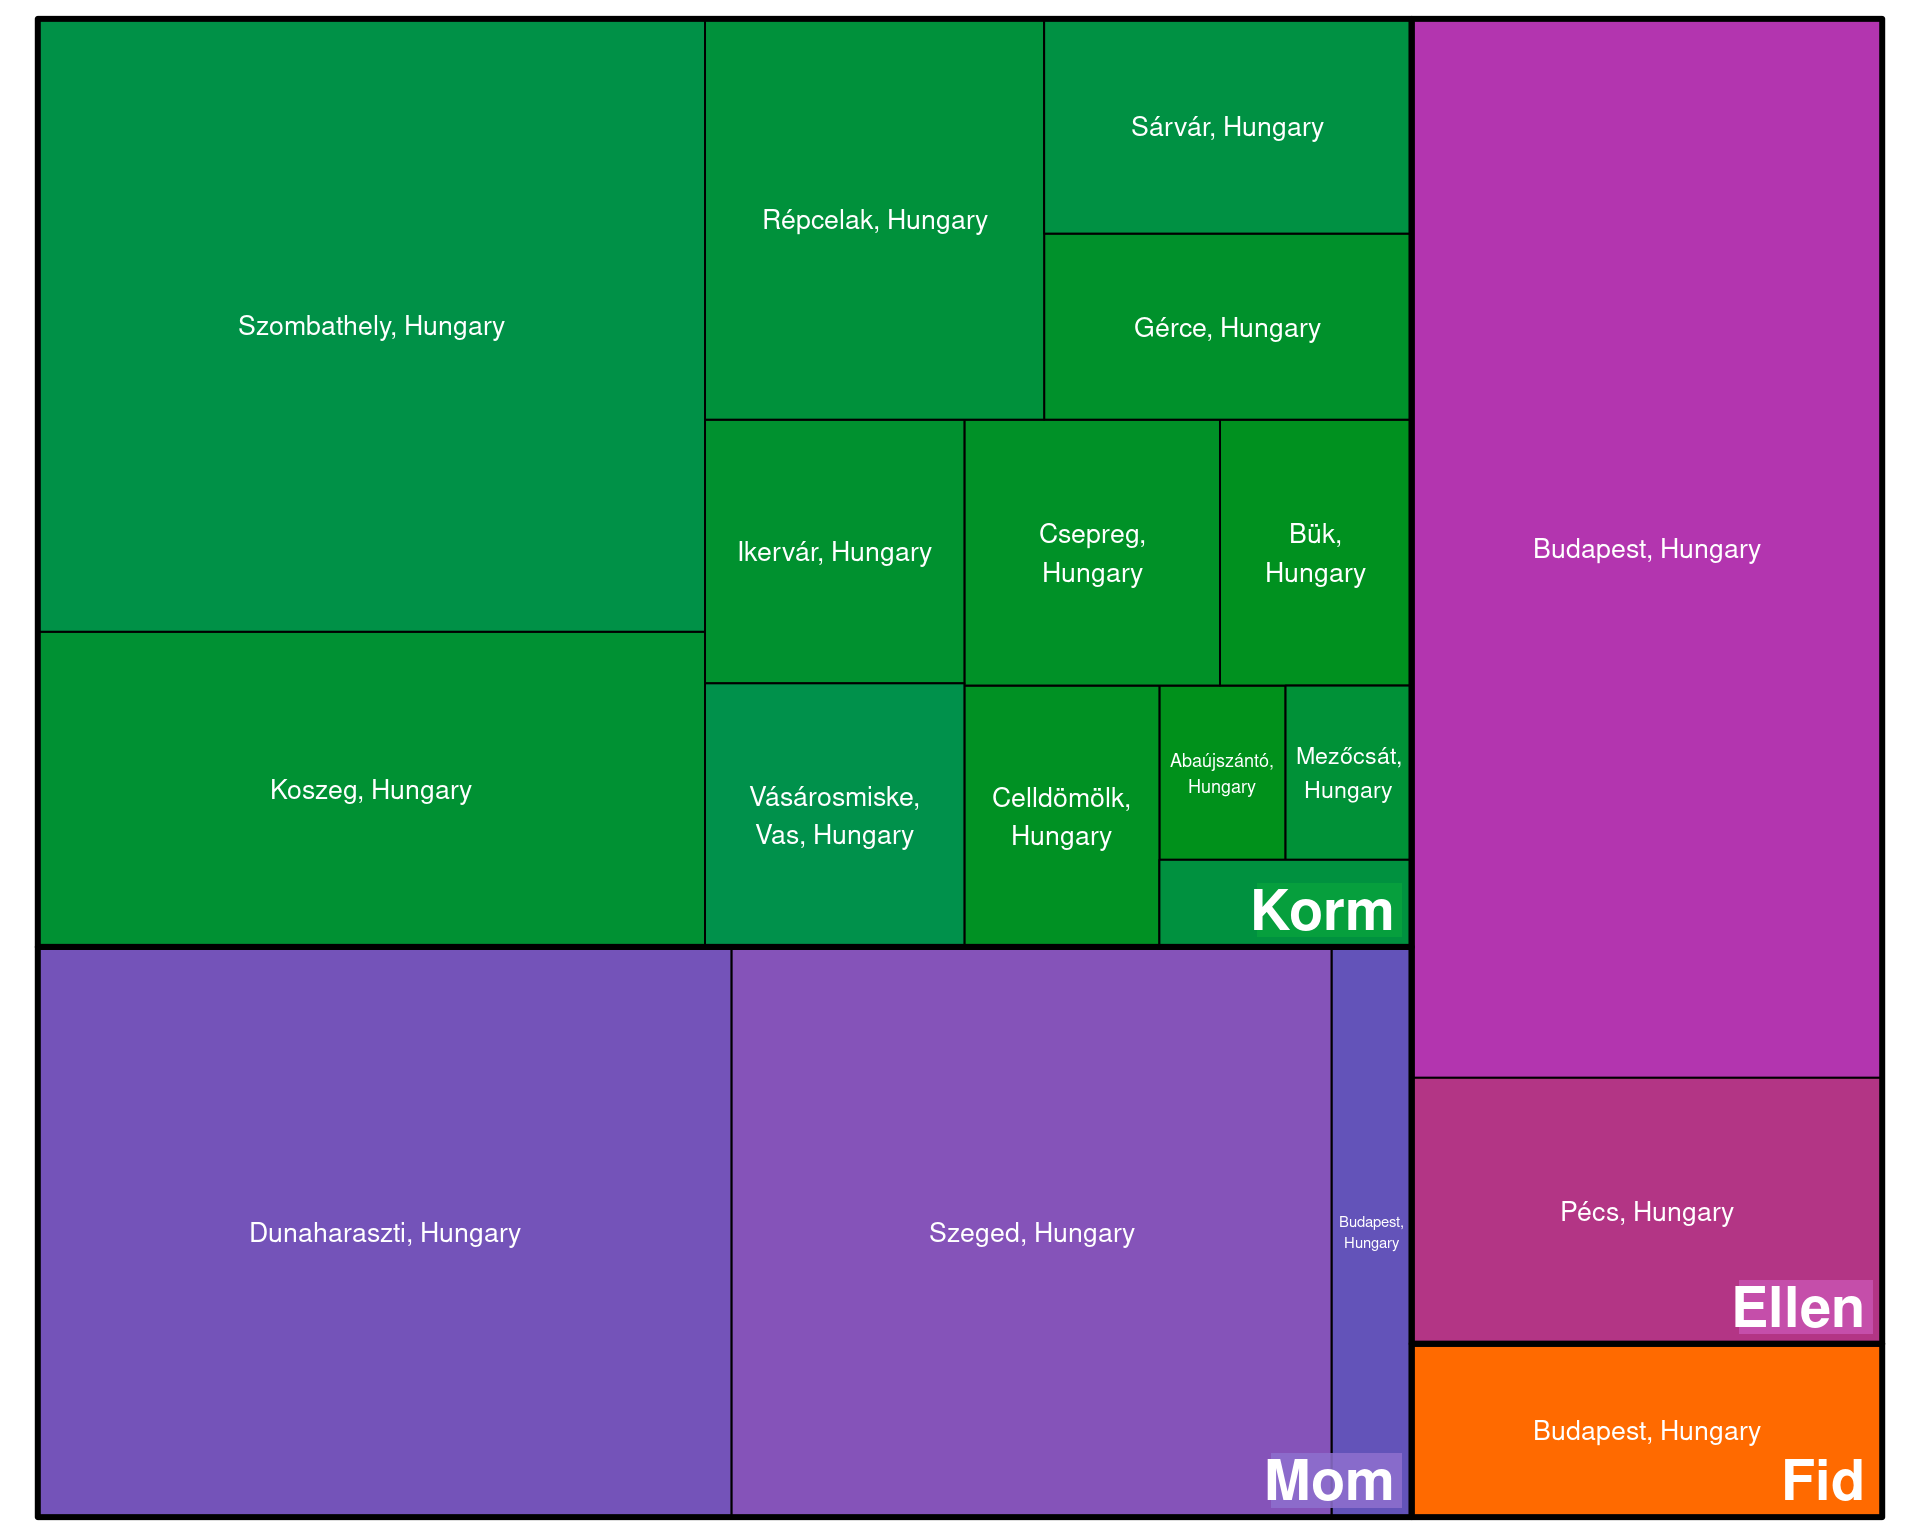 Szombathely, Hungary
Koszeg, Hungary
Répcelak, Hungary
Sárvár, Hungary
Gérce, Hungary
Ikervár, Hungary
Csepreg,
Hungary
Bük,
Hungary
Vásárosmiske,
Vas, Hungary
Celldömölk,
Hungary
Abaújszántó,
Hungary
Mezőcsát,
Hungary
Korm
Dunaharaszti, Hungary
Szeged, Hungary
Budapest,
Hungary
Mom
Budapest, Hungary
Pécs, Hungary
Ellen
Budapest, Hungary
Fid